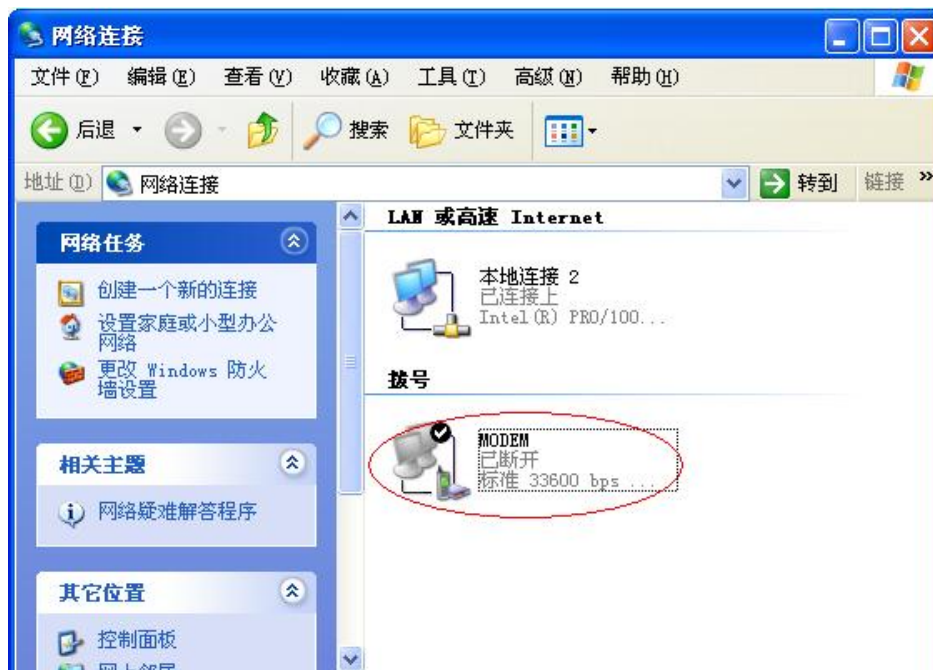 网络连接
文件(F) 编辑(E) 查看(V) 收藏(A) 工具(T) 高级(N) 帮助(H)
后退 搜索 文件夹
地址(D) 网络连接 转到 链接 »
网络任务
创建一个新的连接
设置家庭或小型办公
网络
更改 Windows 防火
墙设置
相关主题
网络疑难解答程序
其它位置
控制面板
网上邻居
LAN 或高速 Internet
本地连接 2
已连接上
Intel(R) PRO/100...
拨号
MODEM
已断开
标准 33600 bps ...